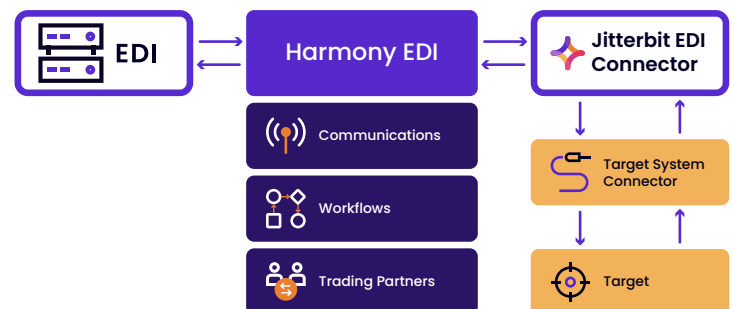 EDI
Harmony EDI
Jitterbit EDI
Connector
Communications
Workflows
Trading Partners
Target System
Connector
Target